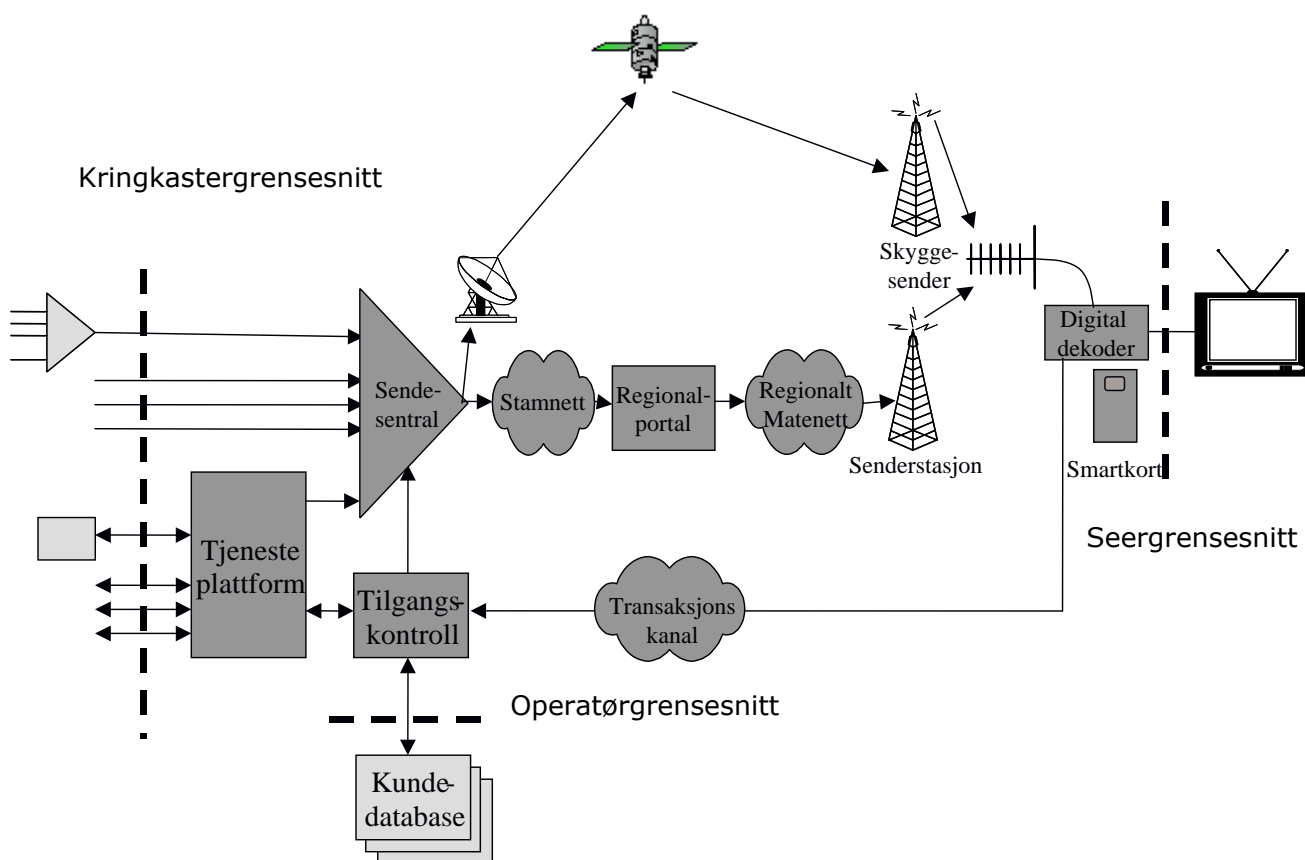 Kringkastergrensesnitt
Skygge-
sender
Digital
dekoder
Sende-
sentral
Stamnett
Regional-
portal
Regionalt
Matenett
Senderstasjon
Smartkort
Seergrensesnitt
Tjeneste
plattform
Tilgangs-
kontroll
Transaksjons
kanal
Operatørgrensesnitt
Kunde-
database